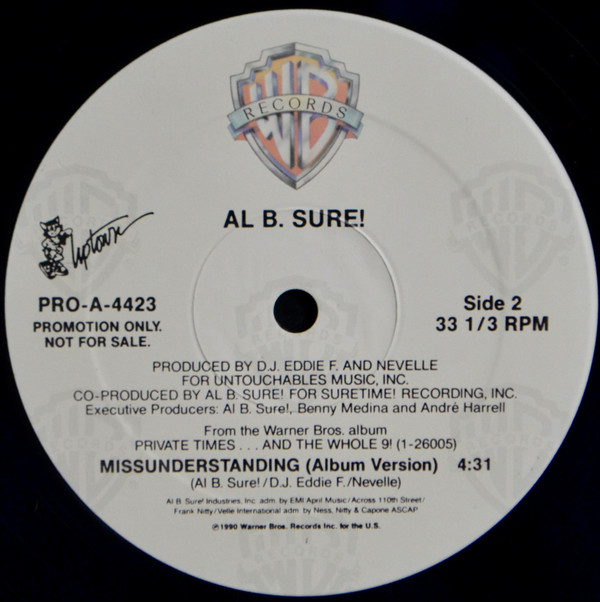 WB
RECORDS
AL B. SURE!
Uptown
PRO-A-4423
PROMOTION ONLY.
NOT FOR SALE.
Side 2
33 1/3 RPM
PRODUCED BY D.J. EDDIE F. AND NEVELLE
FOR UNTOUCHABLES MUSIC, INC.
CO-PRODUCED BY AL B. SURE! FOR SURETIME! RECORDING, INC.
Executive Producers: Al B. Sure!, Benny Medina and André Harrell
From the Warner Bros. album
PRIVATE TIMES . . . AND THE WHOLE 9! (1-26005)
MISSUNDERSTANDING (Album Version) 4:31
(Al B. Sure!/D.J. Eddie F./Nevelle)
Al B. Sure! Industries, Inc. adm. by EMI April Music/Across 110th Street/
Frank Nitty/Velle International adm. by Ness, Nitty & Capone ASCAP
℗1990 Warner Bros. Records Inc. for the U.S.